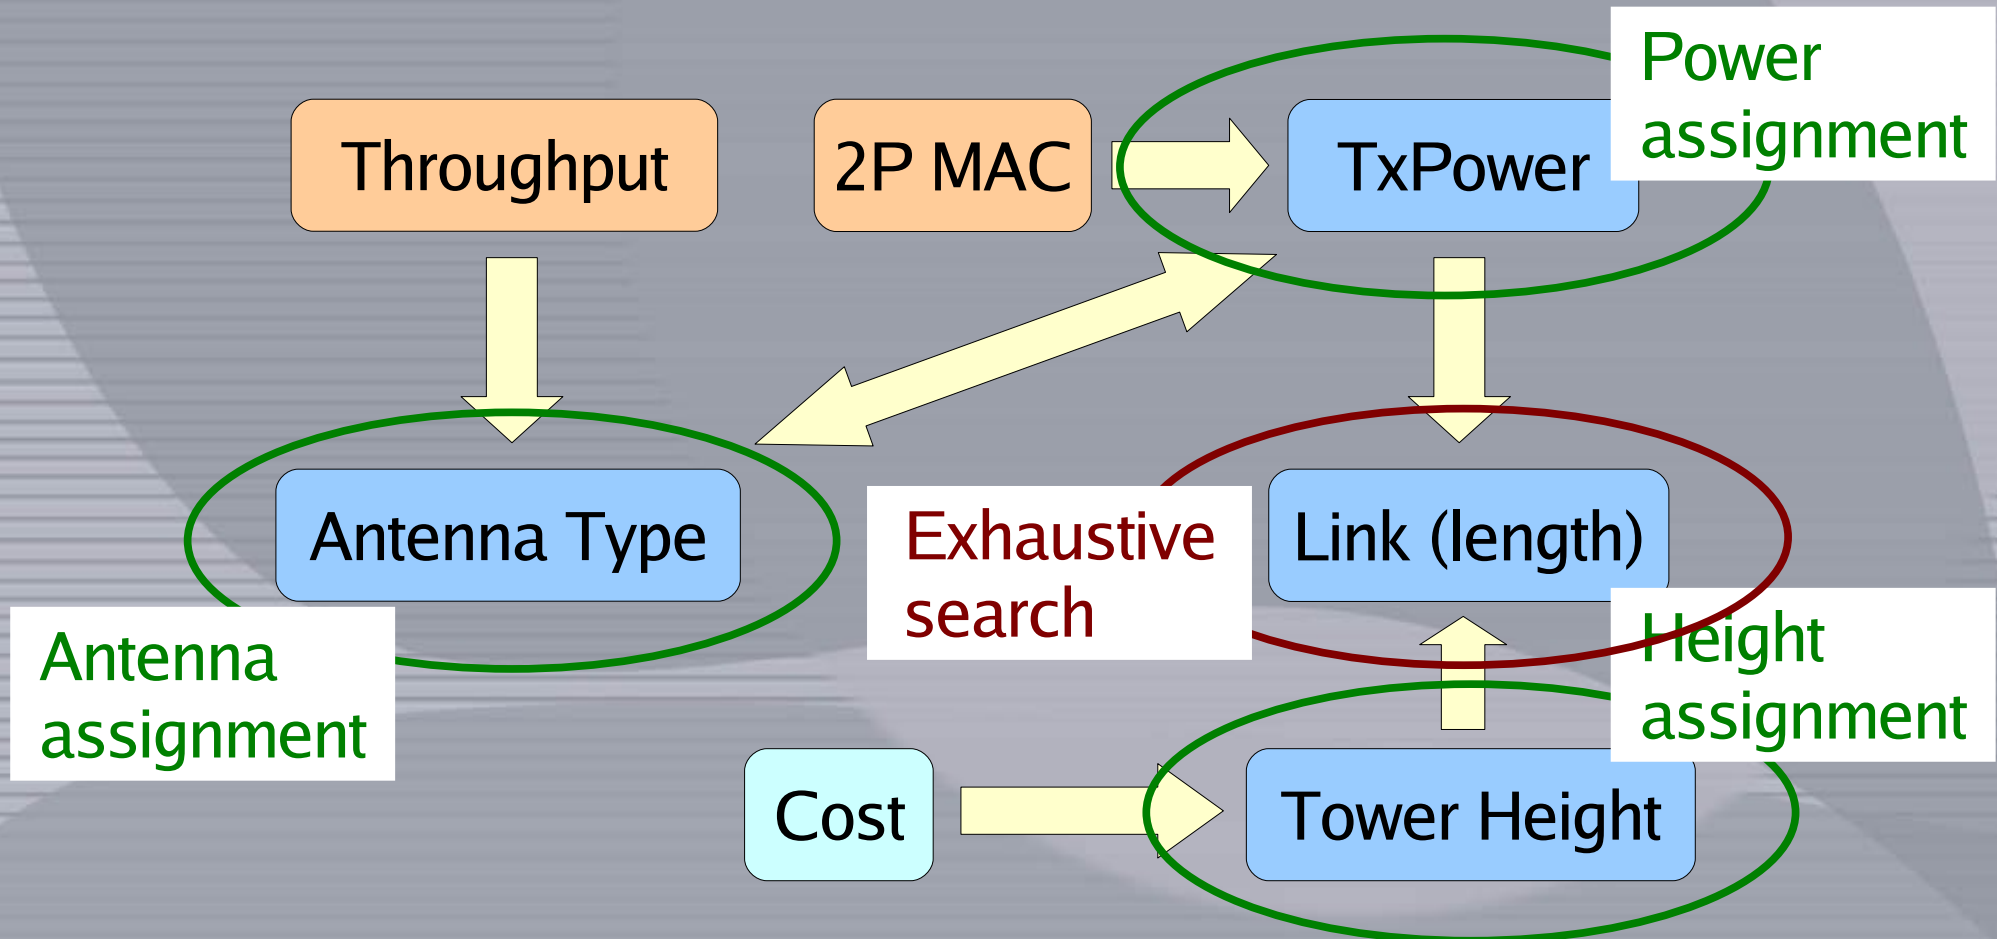 Power
assignment
Throughput
2P MAC
TxPower
Antenna Type
Exhaustive
search
Link (length)
Antenna
assignment
Height
assignment
Cost
Tower Height